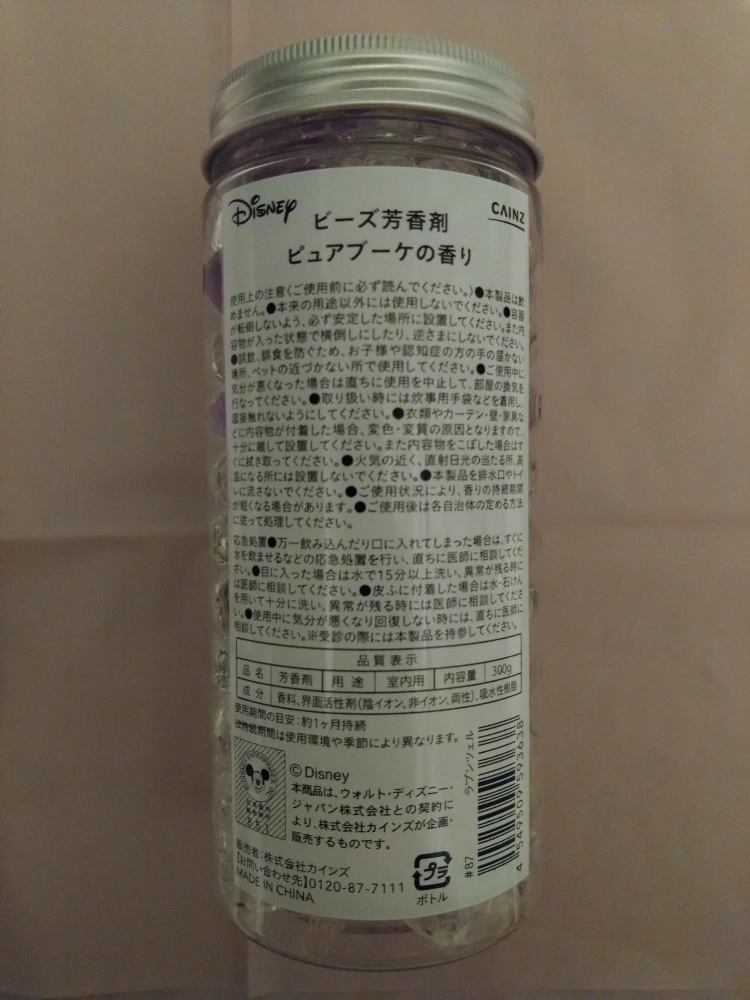 Disney
CAINZ
ビーズ芳香剤
ピュアブーケの香り
使用上の注意〈ご使用前に必ず読んでください。〉●本製品は飲
めません。●本来の用途以外には使用しないでください。●容器
が転倒しないよう、必ず安定した場所に設置してください。また内
容物が入った状態で横倒しにしたり、逆さまにしないでください。
●誤飲、誤食を防ぐため、お子様や認知症の方の手の届かない
場所、ペットの近づかない所で使用してください。●ご使用中に
気分が悪くなった場合は直ちに使用を中止して、部屋の換気を
行なってください。●取り扱い時には炊事用手袋などを着用し、
直接触れないようにしてください。●衣類やカーテン・壁・家具な
どに内容物が付着した場合、変色・変質の原因となりますので、
十分に離して設置してください。また内容物をこぼした場合はす
ぐに拭き取ってください。●火気の近く、直射日光の当たる所、高
温になる所には設置しないでください。●本製品を排水口やトイ
レに流さないでください。●ご使用状況により、香りの持続期間
が短くなる場合があります。●ご使用後は各自治体の定める方法
に従って処理してください。
応急処置●万一飲み込んだり口に入れてしまった場合は、すぐに
水を飲ませるなどの応急処置を行い、直ちに医師に相談してくだ
さい。●目に入った場合は水で15分以上洗い、異常が残る時に
は医師に相談してください。●皮ふに付着した場合は水・石けん
を用いて十分に洗い、異常が残る時には医師に相談してくださ
い。●使用中に気分が悪くなり回復しない時には、直ちに医師に
相談してください。※受診の際には本製品を持参してください。
品質表示
品名 芳香剤 用途 室内用 内容量 300g
成分 香料、界面活性剤(陰イオン、非イオン、両性)、吸水性樹脂
使用期間の目安:約1ヶ月持続
※持続期間は使用環境や季節により異なります。
©Disney
本商品は、ウォルト・ディズニー・
ジャパン株式会社との契約に
より、株式会社カインズが企画・
販売するものです。
販売者:株式会社カインズ
【お問い合わせ先】0120-87-7111
MADE IN CHINA
プラ
ボトル
#87
ラプンツェル
4 549509 593638